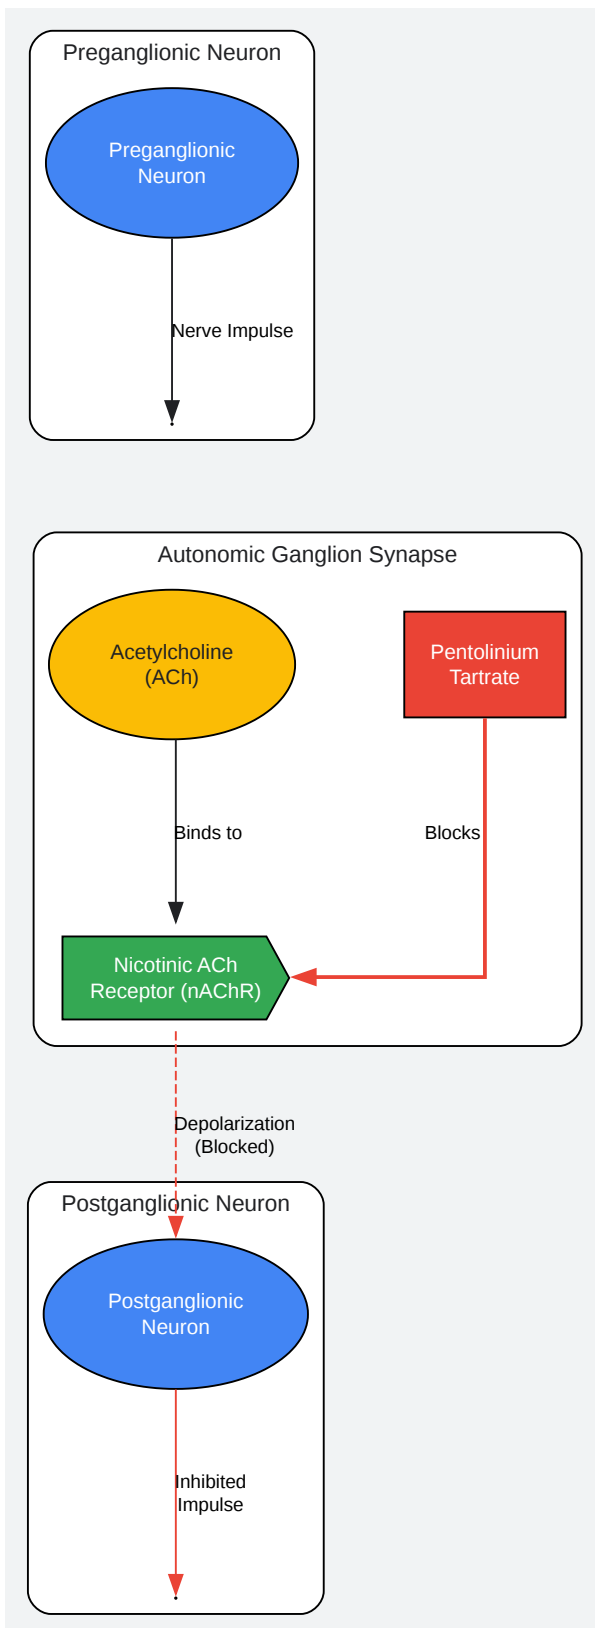 Preganglionic Neuron
Preganglionic
Neuron
Nerve Impulse
Autonomic Ganglion Synapse
Acetylcholine
(ACh)
Pentolinium
Tartrate
Binds to
Blocks
Nicotinic ACh
Receptor (nAChR)
Depolarization
(Blocked)
Postganglionic Neuron
Postganglionic
Neuron
Inhibited
Impulse